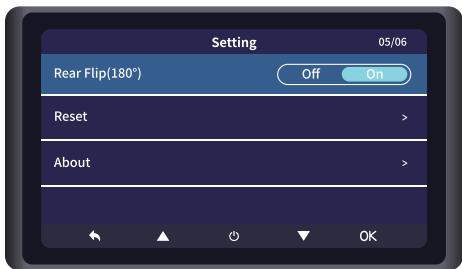 Setting 05/06
Rear Flip(180°) Off On
Reset >
About >
OK